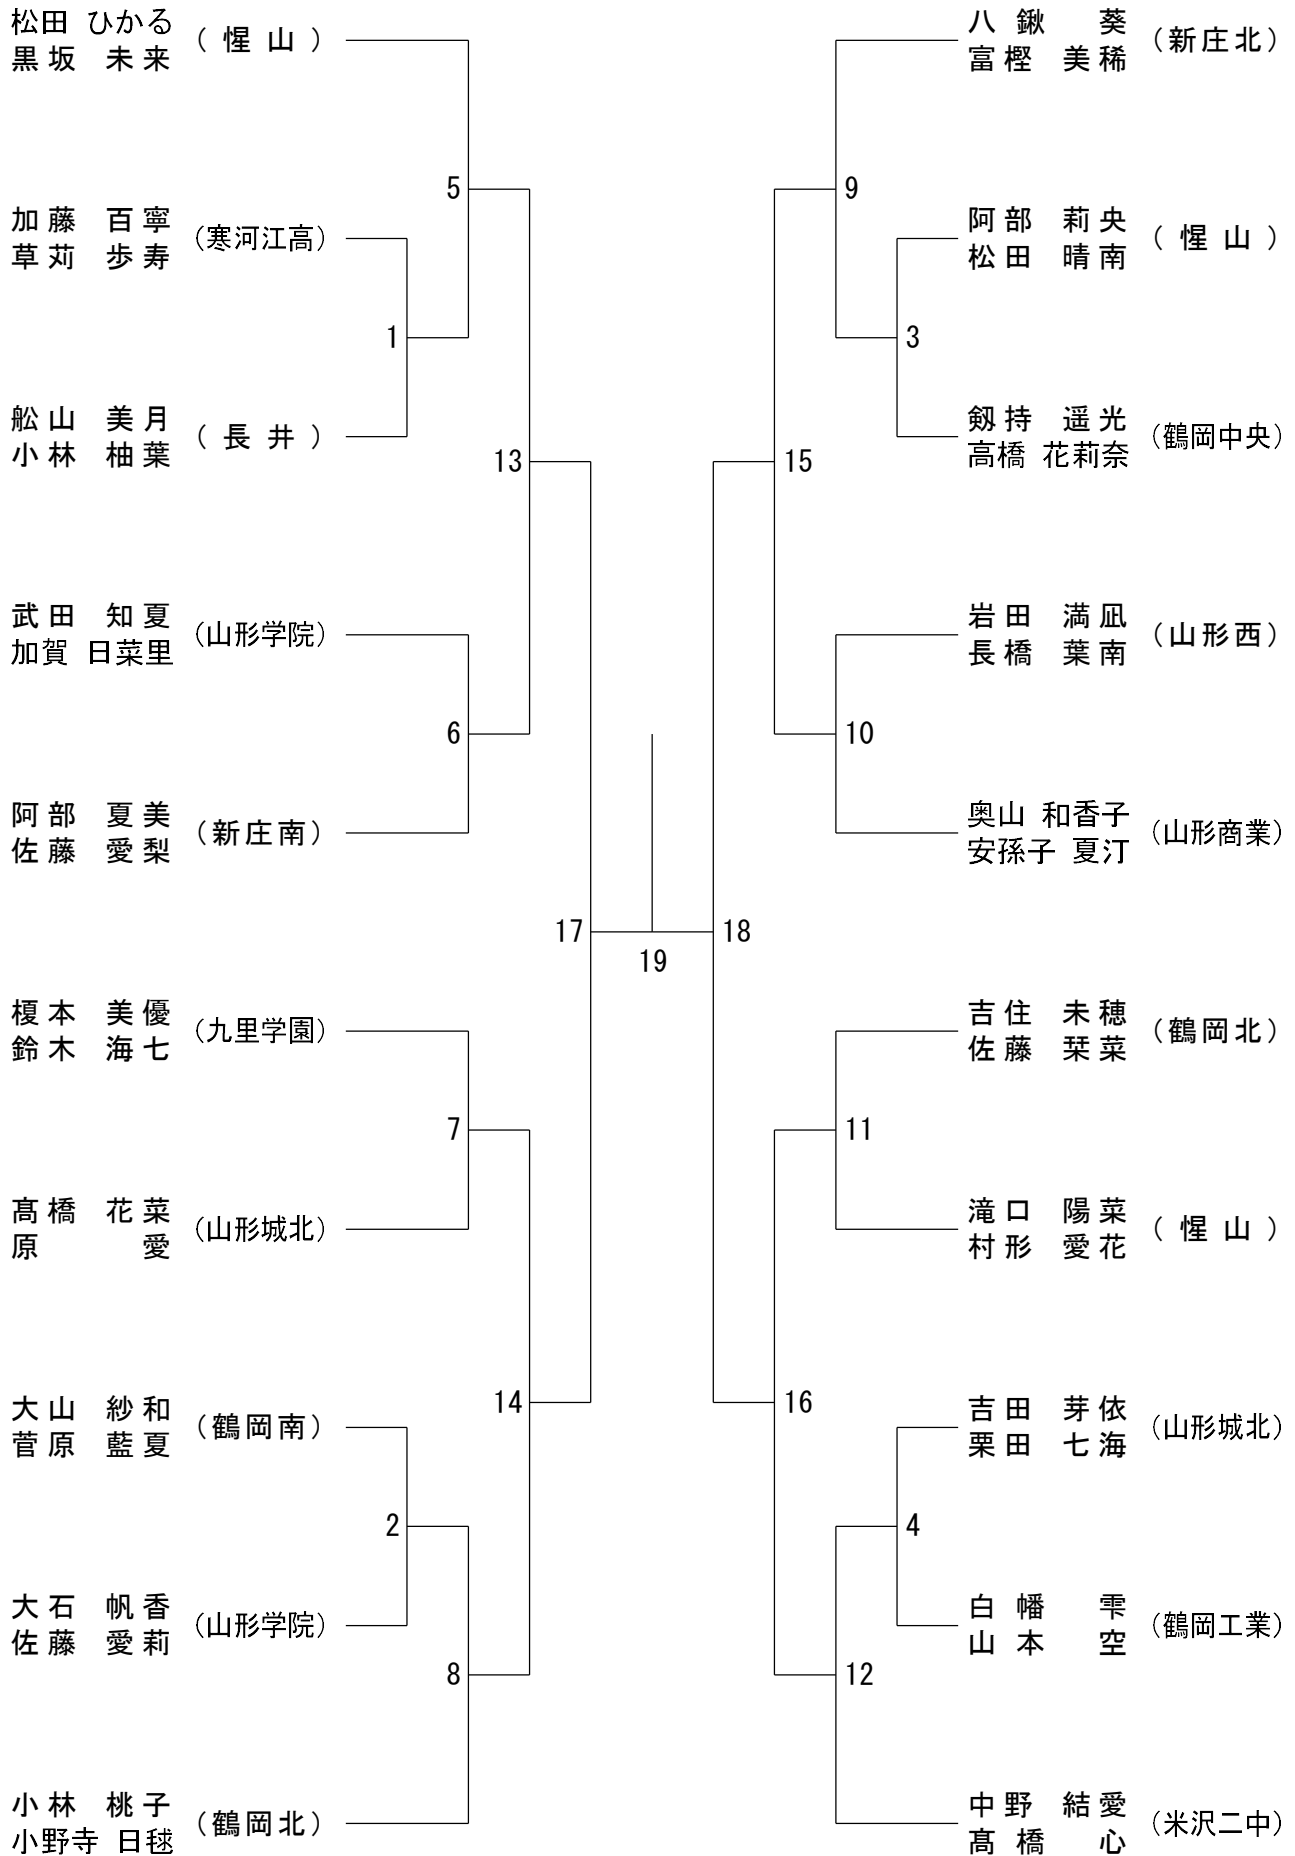 松田 ひかる
黒坂 未来
(惺山)
加藤 百寧
草苅 歩寿
(寒河江高)
舩山 美月
小林 柚葉
(長井)
武田 知夏
加賀 日菜里
(山形学院)
阿部 夏美
佐藤 愛梨
(新庄南)
榎本 美優
鈴木 海七
(九里学園)
髙橋 花菜
原 愛
(山形城北)
大山 紗和
菅原 藍夏
(鶴岡南)
大石 帆香
佐藤 愛莉
(山形学院)
小林 桃子
小野寺 日毬
(鶴岡北)
5
1
13
6
17
7
14
2
8
19
9
3
15
10
18
11
16
4
12
八鍬 葵
富樫 美稀
(新庄北)
阿部 莉央
松田 晴南
(惺山)
剱持 遥光
高橋 花莉奈
(鶴岡中央)
岩田 満凪
長橋 葉南
(山形西)
奥山 和香子
安孫子 夏汀
(山形商業)
吉住 未穂
佐藤 栞菜
(鶴岡北)
滝口 陽菜
村形 愛花
(惺山)
吉田 芽依
栗田 七海
(山形城北)
白幡 雫
山本 空
(鶴岡工業)
中野 結愛
髙橋 心
(米沢二中)